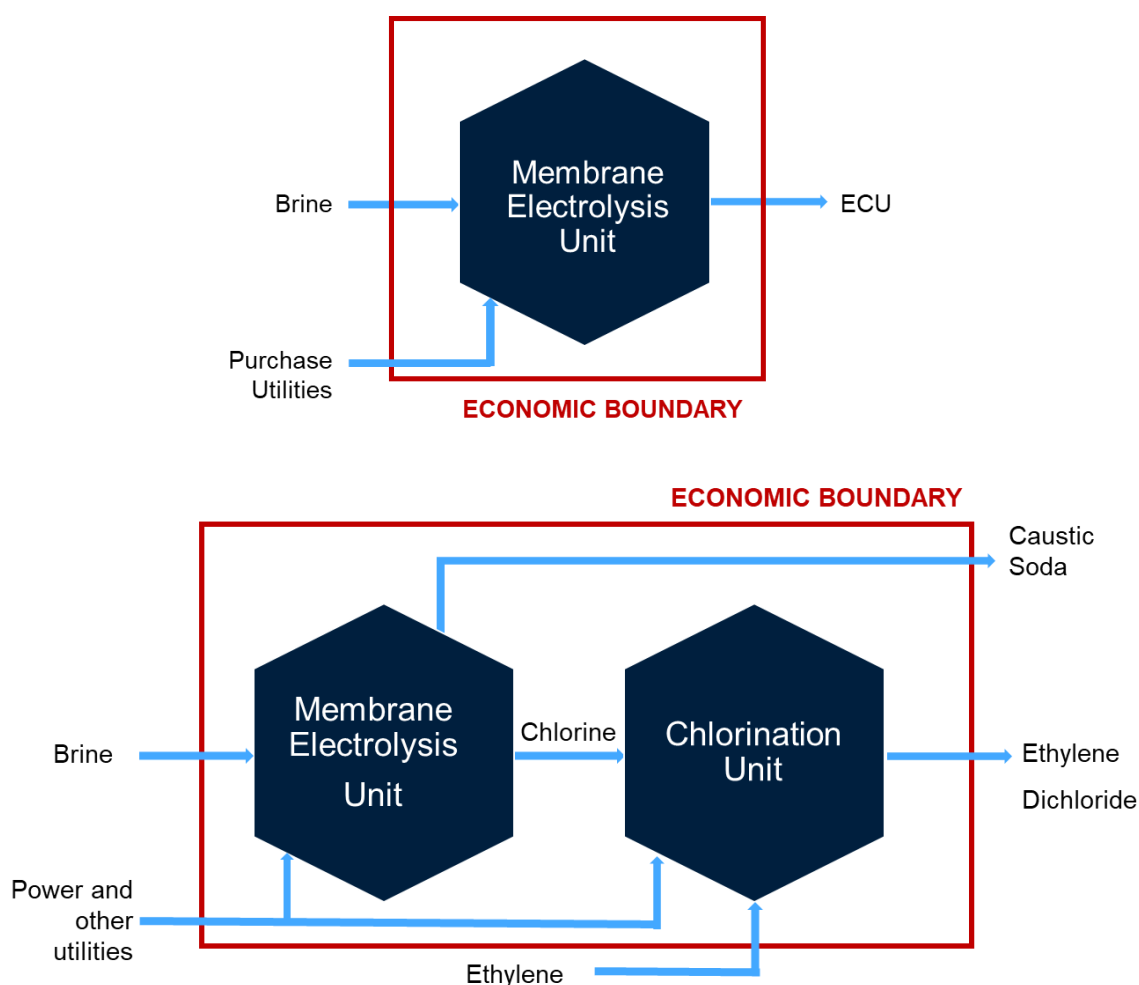 Membrane
Electrolysis
Unit
Brine
ECU
Purchase
Utilities
ECONOMIC BOUNDARY
ECONOMIC BOUNDARY
Caustic
Soda
Membrane
Electrolysis
Unit
Chlorine
Chlorination
Unit
Brine
Ethylene
Dichloride
Power and
other
utilities
Ethylene